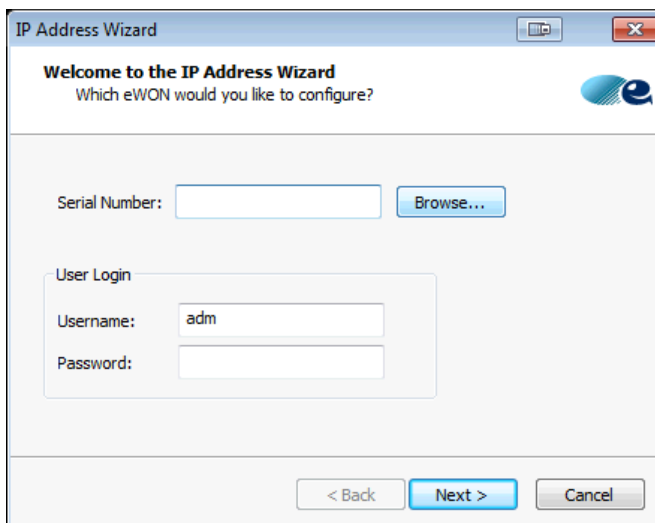 IP Address Wizard
Welcome to the IP Address Wizard
Which eWON would you like to configure?
Serial Number:
Browse...
User Login
Username:
adm
Password:
< Back
Next >
Cancel